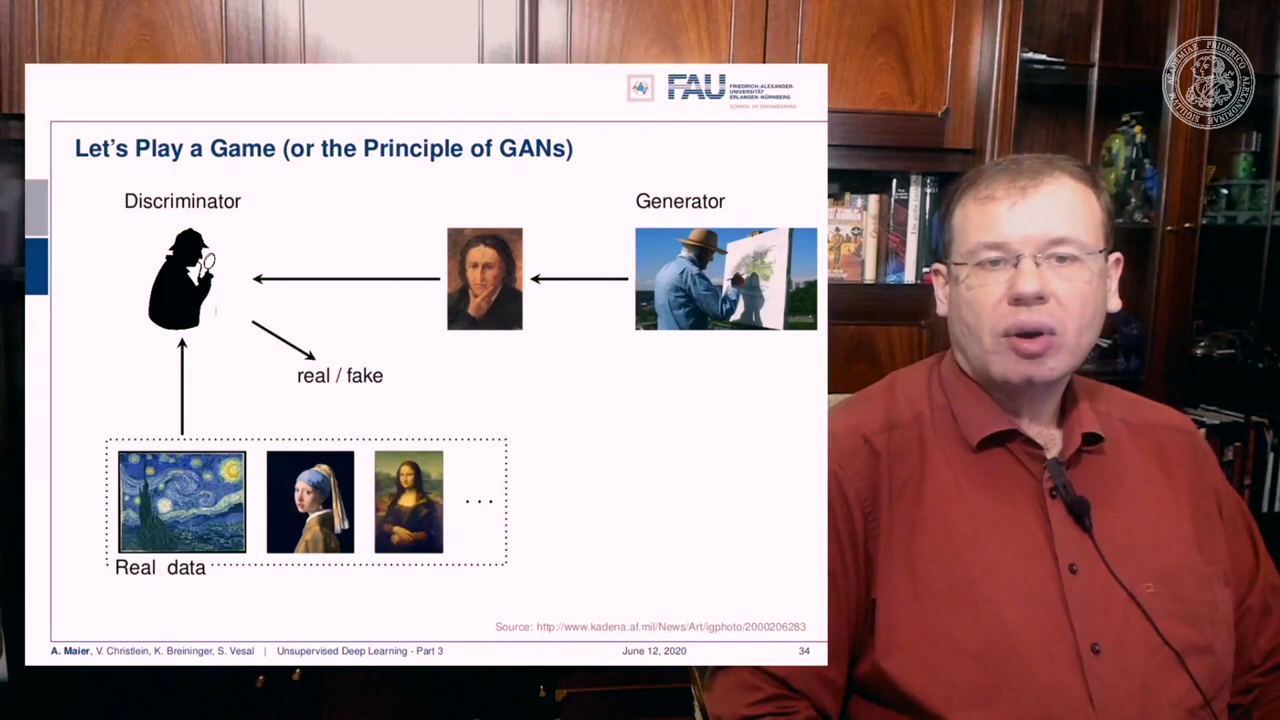 FAU
FRIEDRICH-ALEXANDER-
UNIVERSITÄT
ERLANGEN-NÜRNBERG
SCHOOL OF ENGINEERING
Let's Play a Game (or the Principle of GANs)
Discriminator
Generator
real / fake
...
Real data
Source: http://www.kadena.af.mil/News/Art/igphoto/2000206283
A. Maier, V. Christlein, K. Breininger, S. Vesal | Unsupervised Deep Learning - Part 3
June 12, 2020
34